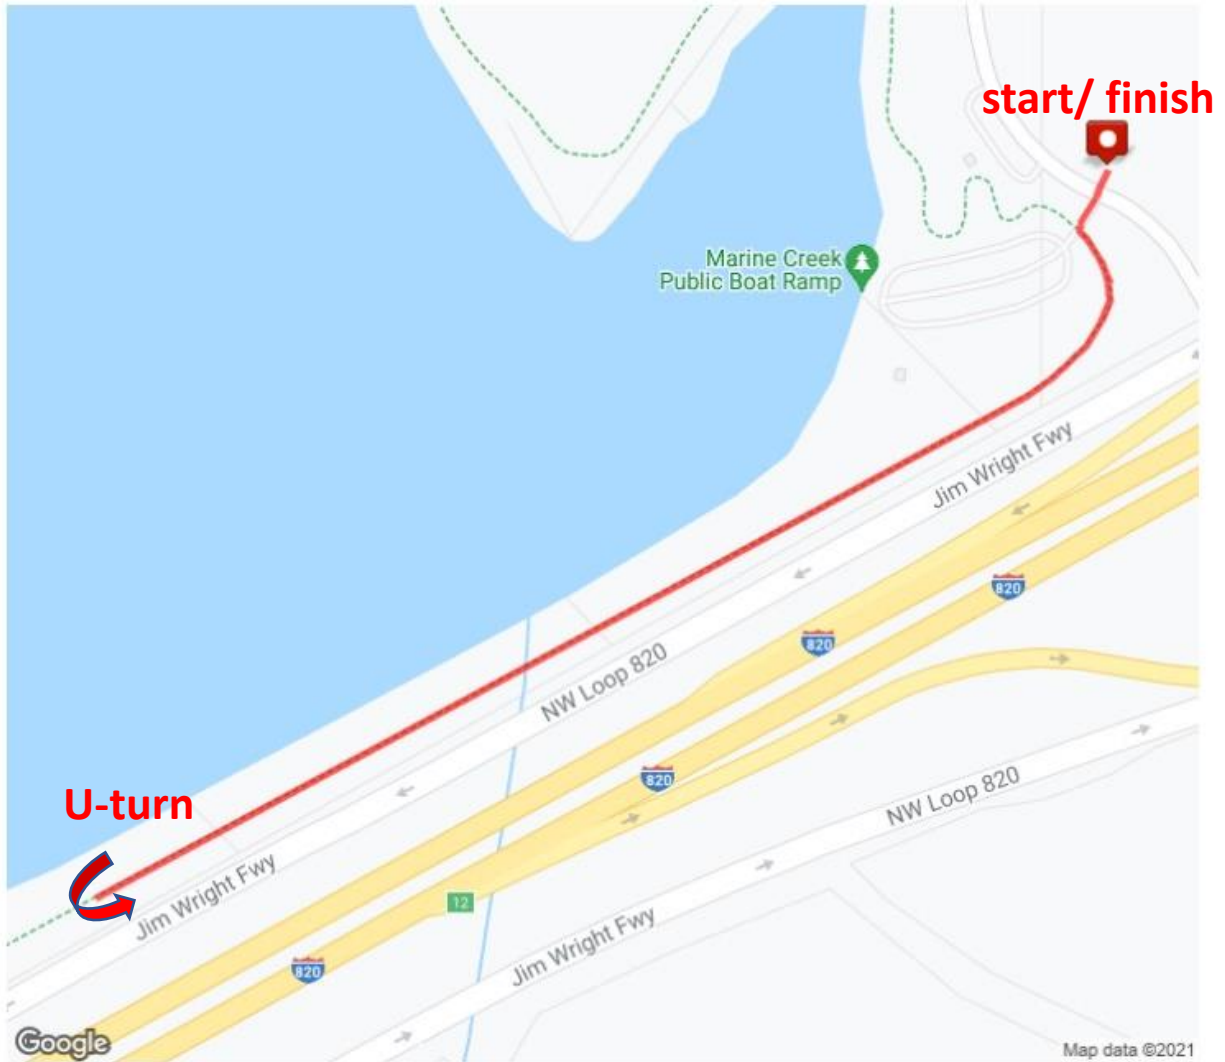 start/ finish
Marine Creek
Public Boat Ramp
Jim Wright Fwy
820
820
NW Loop 820
820
NW Loop 820
U-turn
Jim Wright Fwy
12
Jim Wright Fwy
820
Google
Map data ©2021